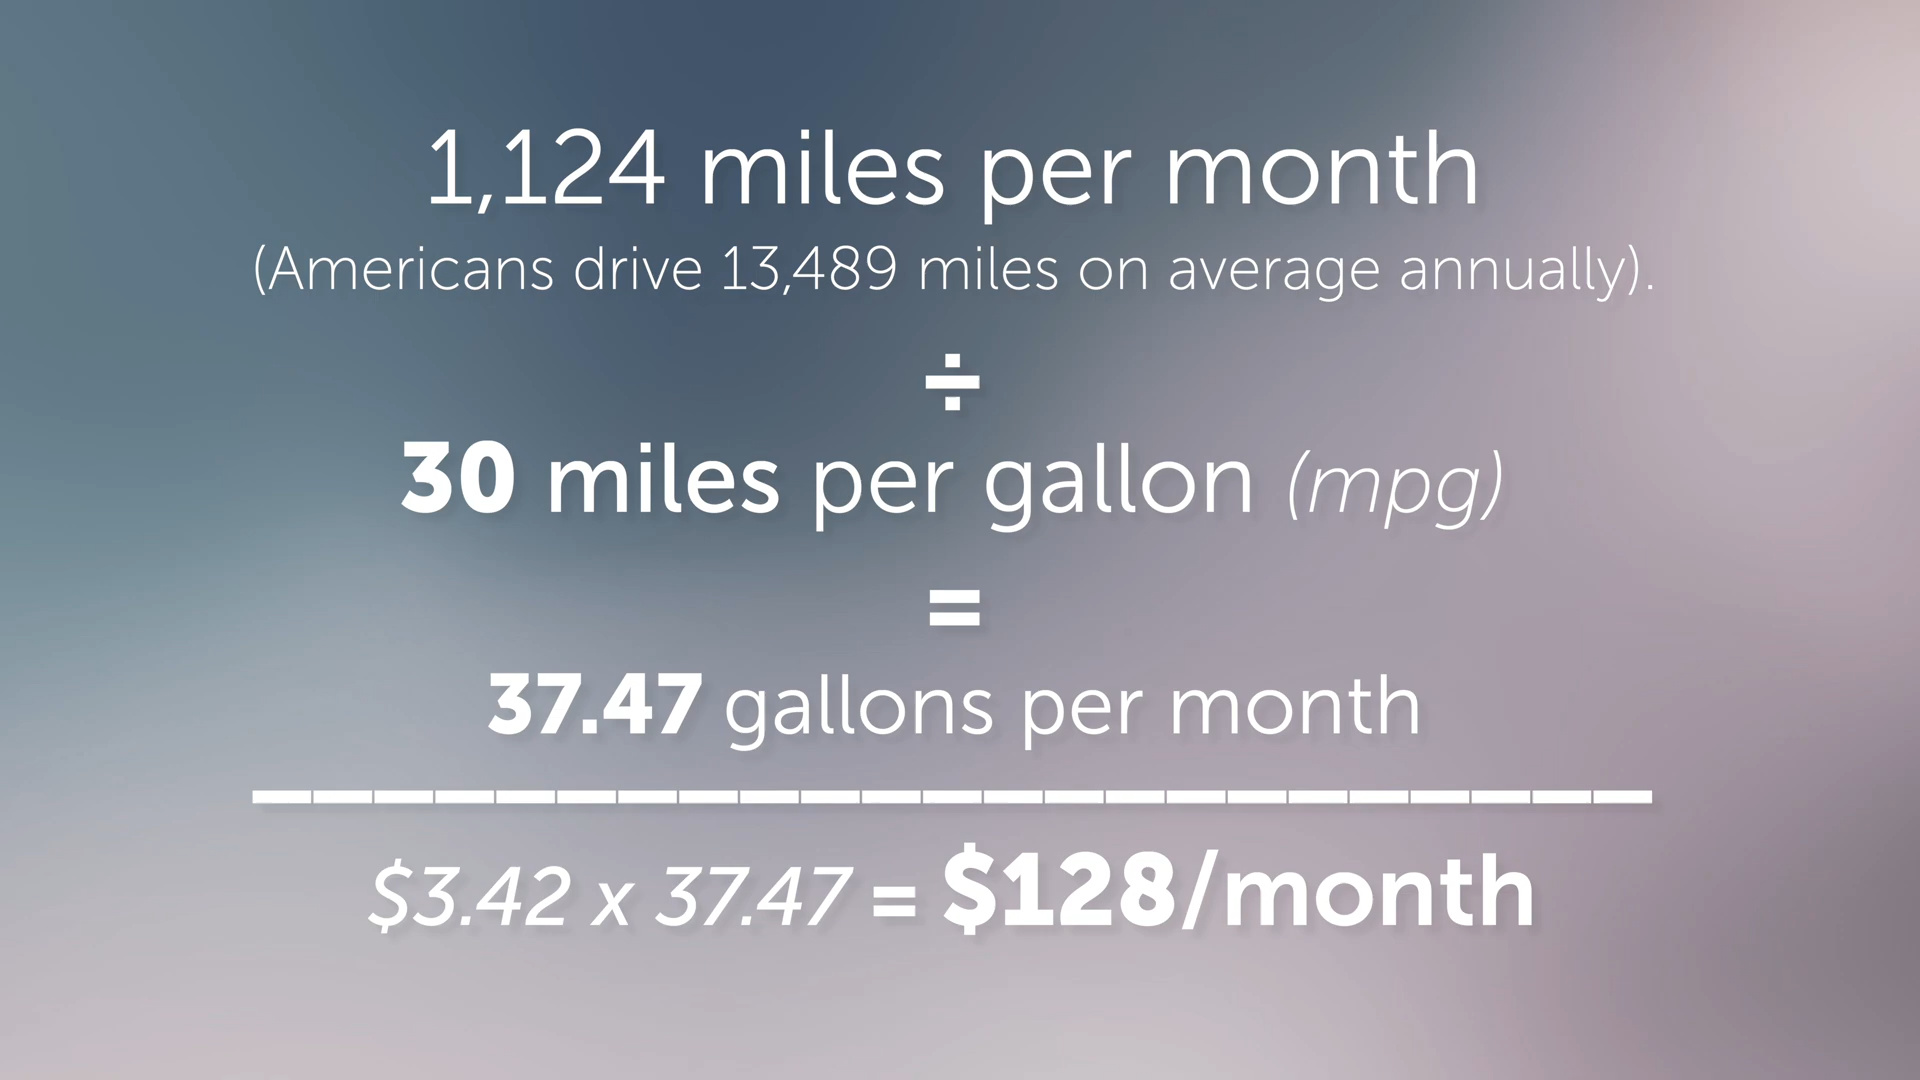 1,124 miles per month
(Americans drive 13,489 miles on average annually).
÷
30 miles per gallon (mpg)
=
37.47 gallons per month
$3.42 x 37.47 = $128/month